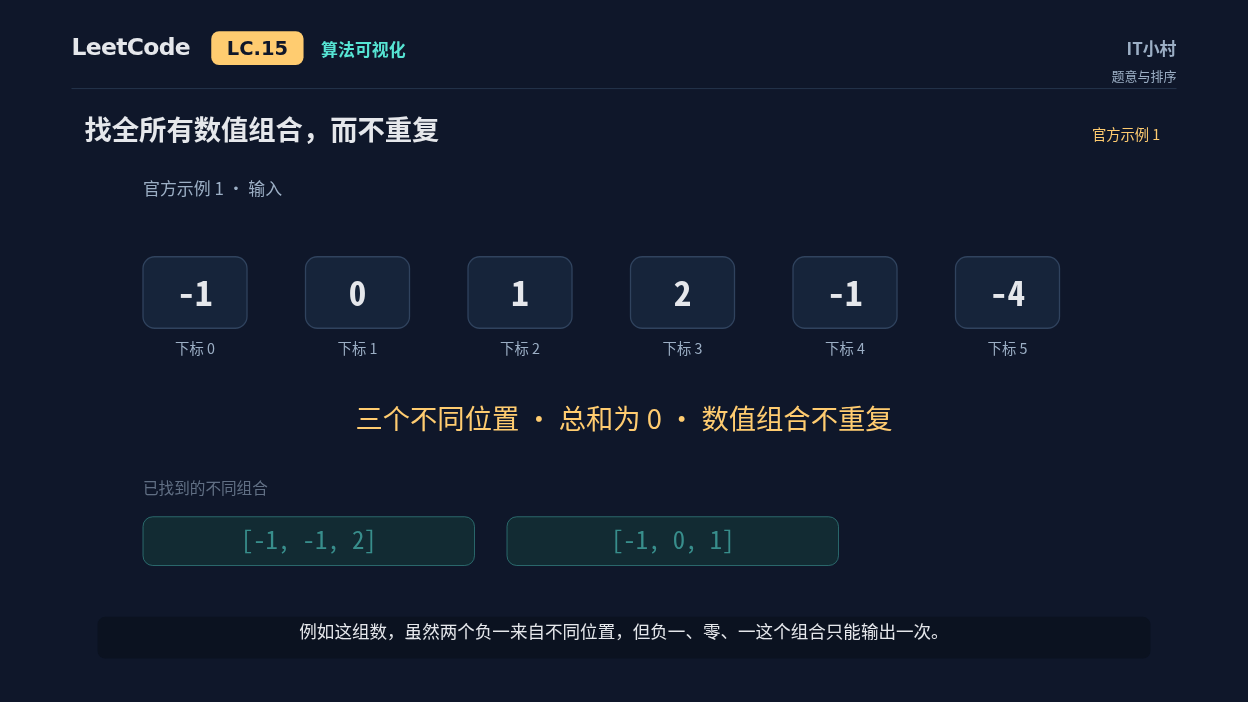 LeetCode LC.15 算法可视化 IT小村
题意与排序
找全所有数值组合，而不重复 官方示例 1
官方示例 1 · 输入
-1 0 1 2 -1 -4
下标 0 下标 1 下标 2 下标 3 下标 4 下标 5
三个不同位置 · 总和为 0 · 数值组合不重复
已找到的不同组合
[-1, -1, 2] [-1, 0, 1]
例如这组数，虽然两个负一来自不同位置，但负一、零、一这个组合只能输出一次。